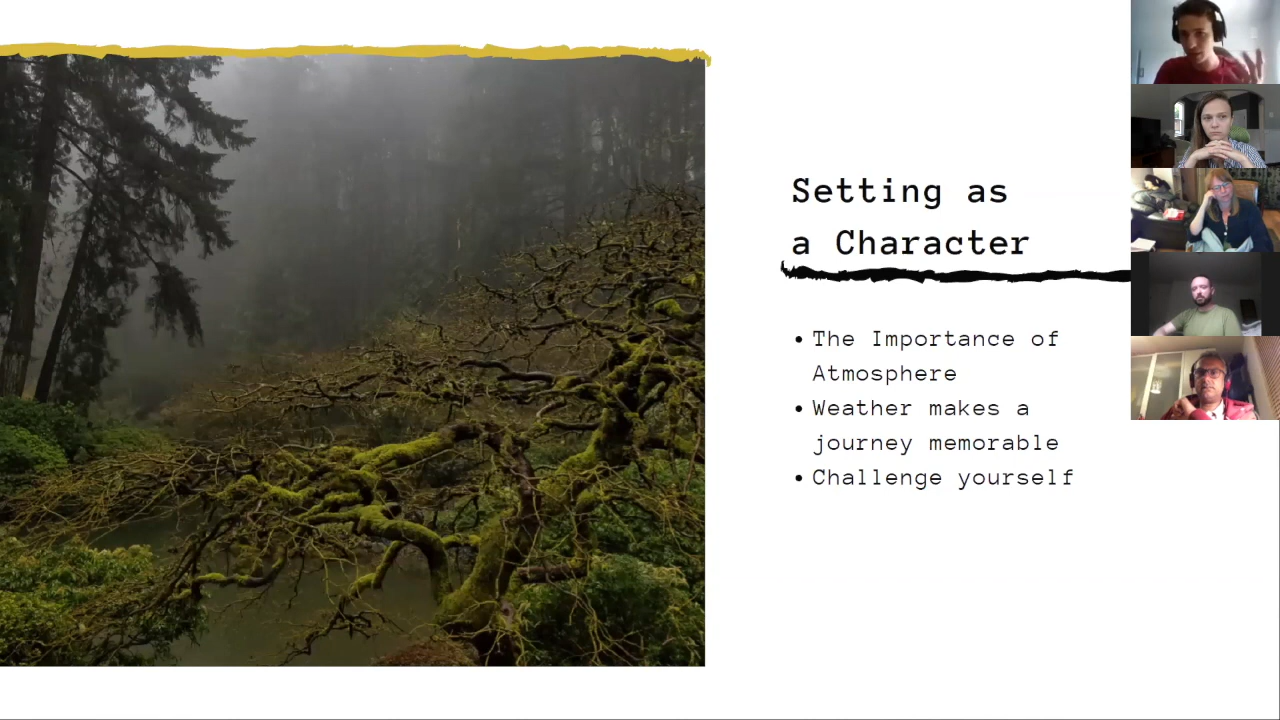 Setting as
a Character
• The Importance of
Atmosphere
• Weather makes a
journey memorable
• Challenge yourself